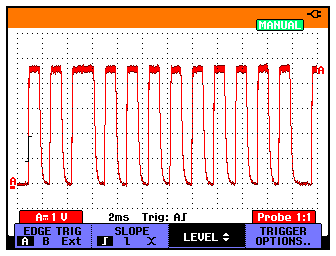 MANUAL
A
A
A=1 V 2ms Trig: A∫ Probe 1:1
EDGE TRIG SLOPE LEVEL TRIGGER
A B Ext ∫ X OPTIONS..